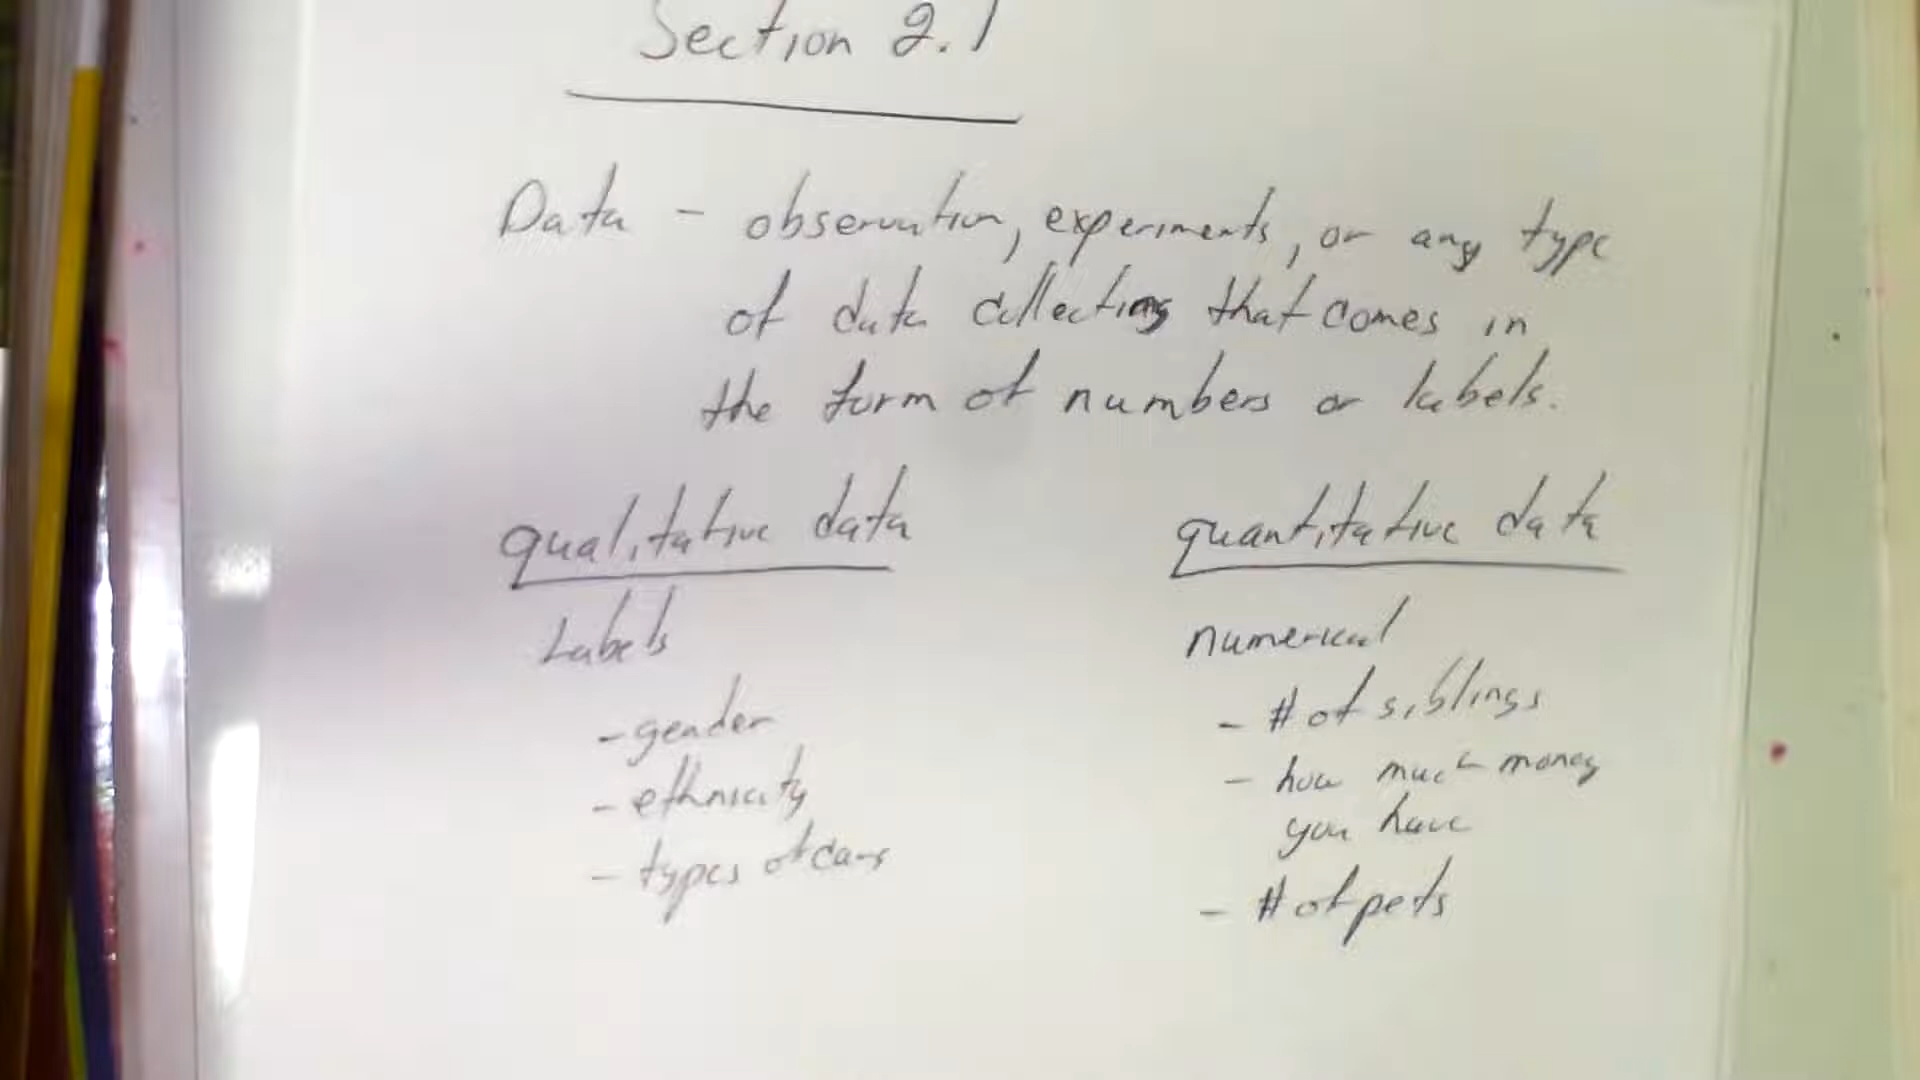 Section 2.1
Data - observation, experiments, or any type
of data collecting that comes in
the form of numbers or labels.
qualitative data
Labels
- gender
- ethnicity
- types of cars
quantitative data
numerical
- # of siblings
- how much money
you have
- # of pets